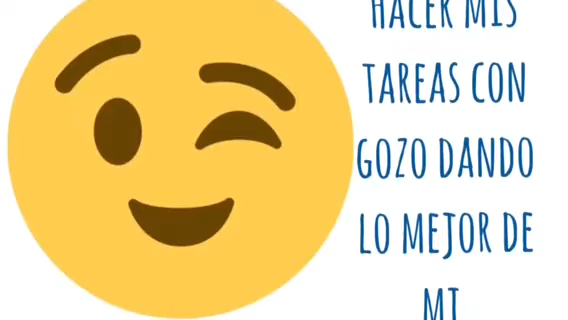 HACER MIS
TAREAS CON
GOZO DANDO
LO MEJOR DE
MI